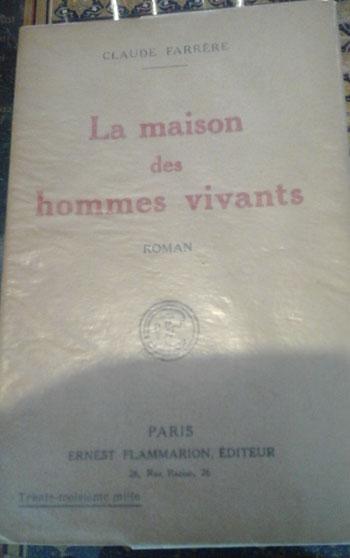 CLAUDE FARRÈRE
La maison
des
hommes vivants
ROMAN
PARIS
ERNEST FLAMMARION, ÉDITEUR
26, Rue Racine, 26
Trente-troisième mille